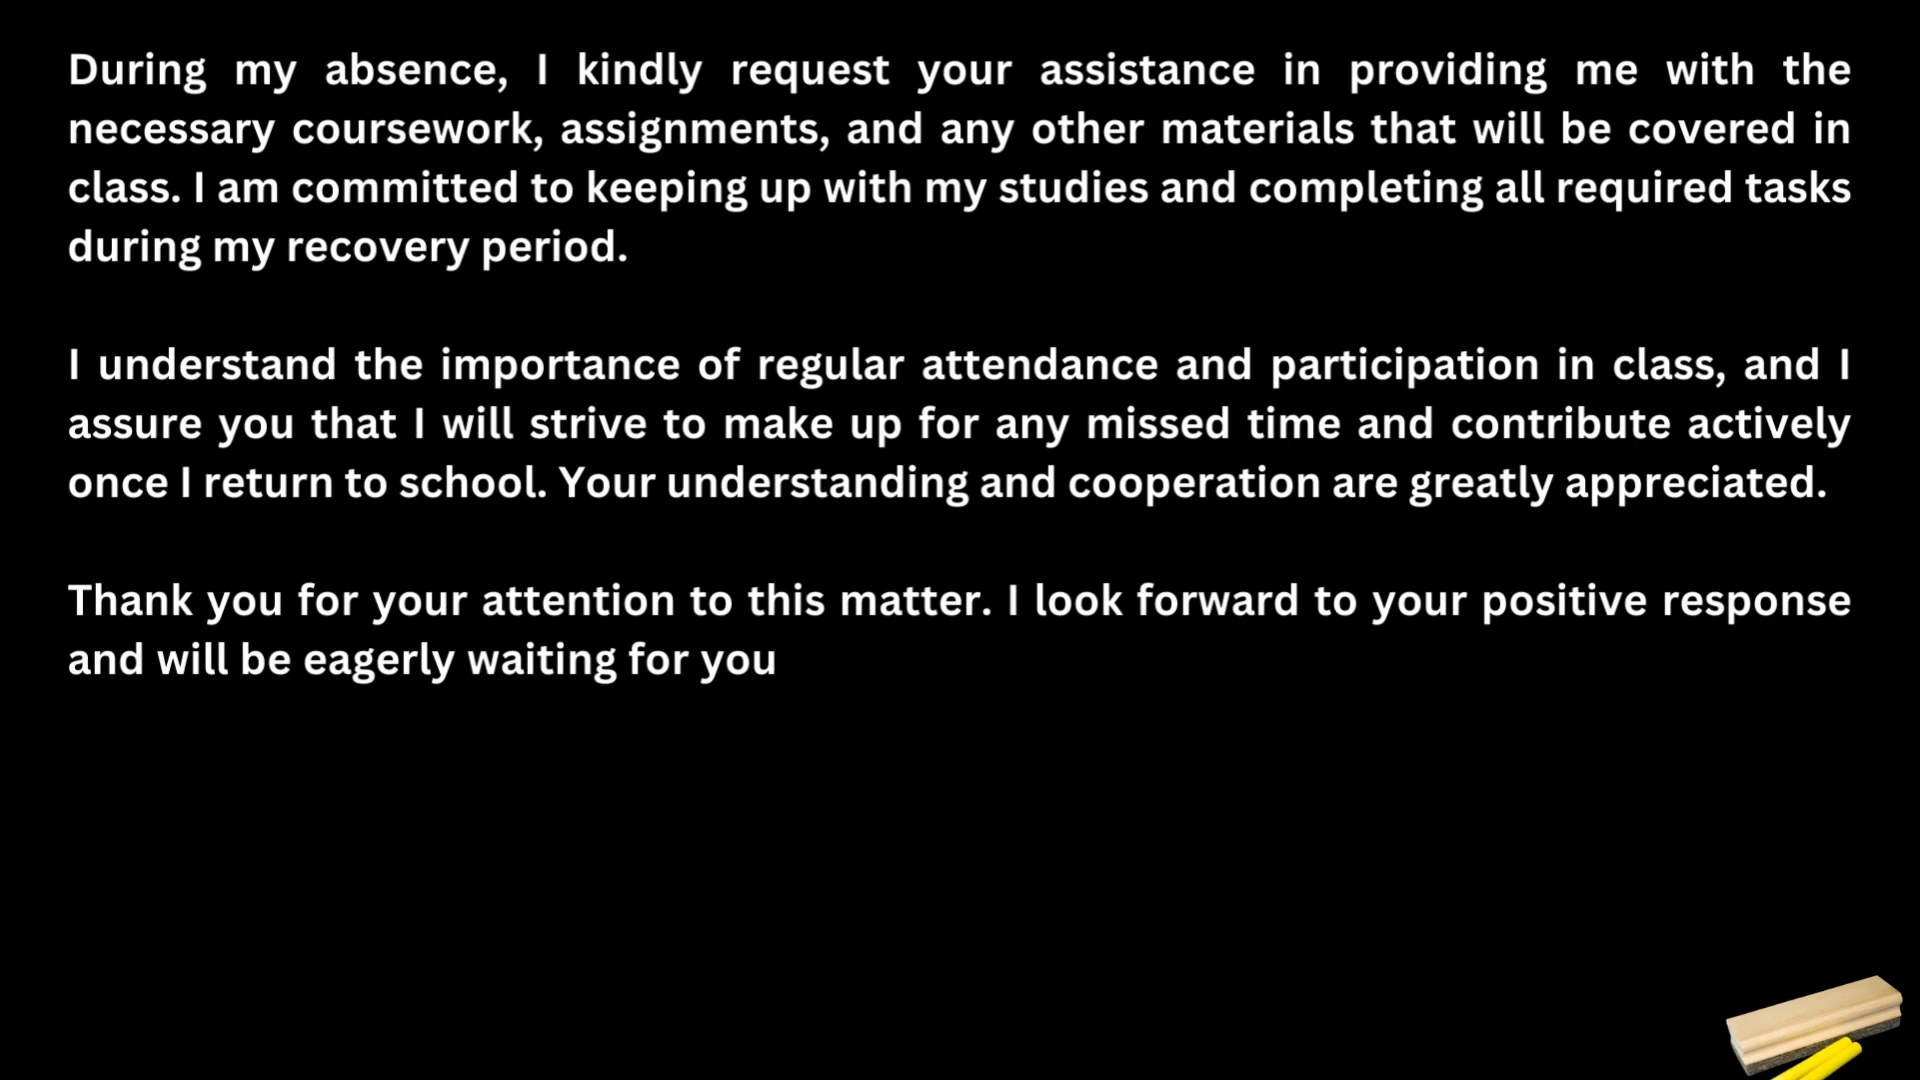 During my absence, I kindly request your assistance in providing me with the
necessary coursework, assignments, and any other materials that will be covered in
class. I am committed to keeping up with my studies and completing all required tasks
during my recovery period.
I understand the importance of regular attendance and participation in class, and I
assure you that I will strive to make up for any missed time and contribute actively
once I return to school. Your understanding and cooperation are greatly appreciated.
Thank you for your attention to this matter. I look forward to your positive response
and will be eagerly waiting for you